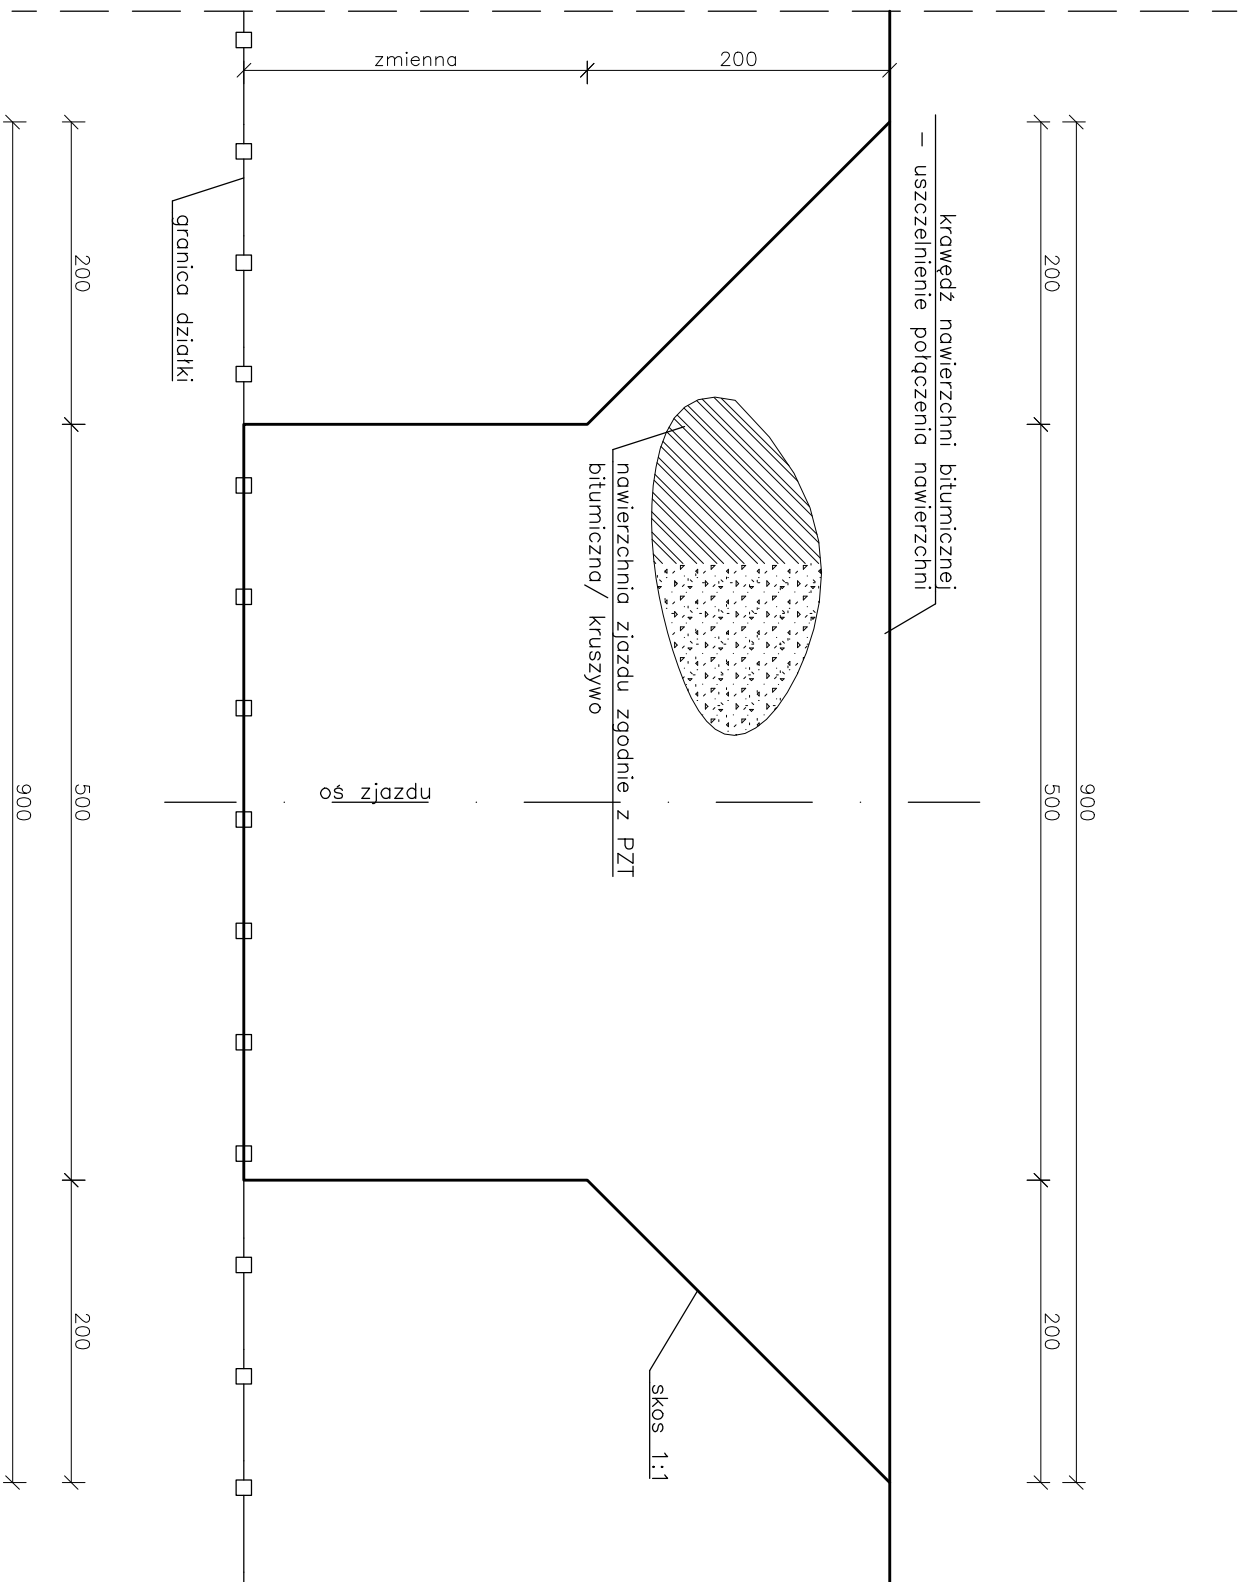 zmienna
200
krawędź nawierzchni bitumicznej
– uszczelnienie połączenia nawierzchni
200
500
200
900
granica działki
nawierzchnia zjazdu zgodnie z PZT
bitumiczna/ kruszywo
oś zjazdu
skos 1:1
200
500
200
900